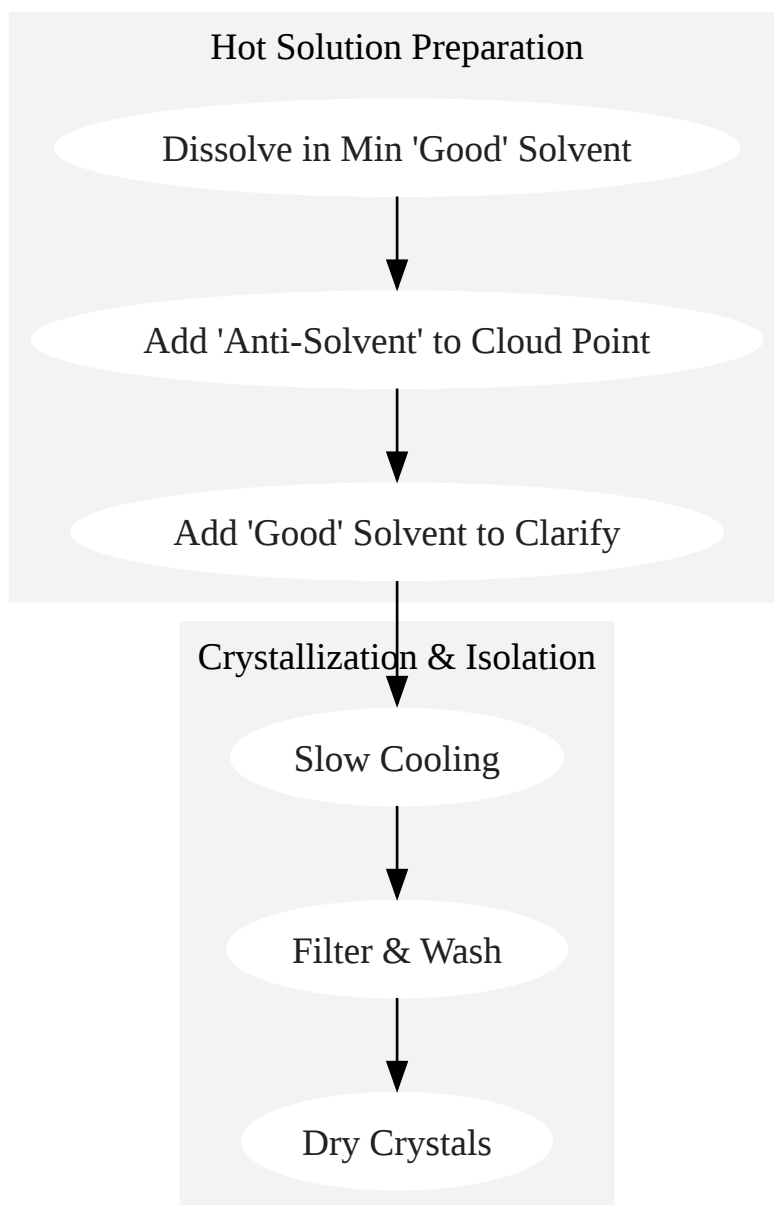 Hot Solution Preparation
Dissolve in Min 'Good' Solvent
Add 'Anti-Solvent' to Cloud Point
Add 'Good' Solvent to Clarify
Crystallization & Isolation
Slow Cooling
Filter & Wash
Dry Crystals